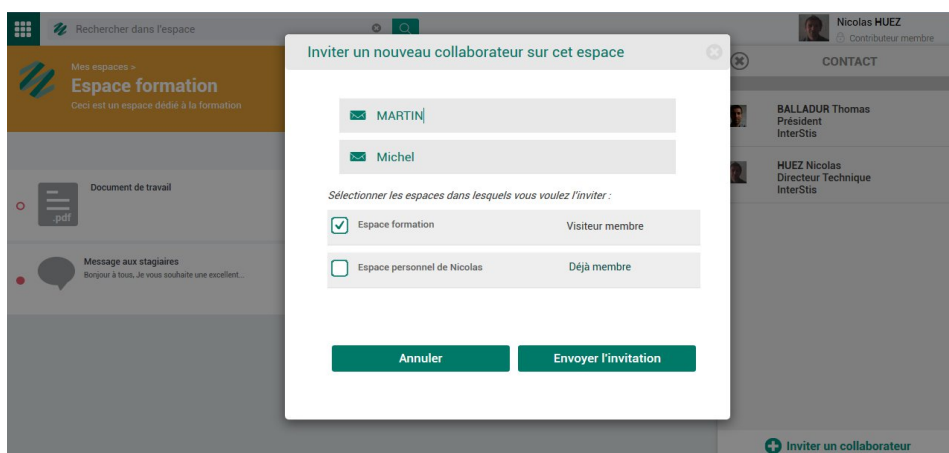 Rechercher dans l'espace
Nicolas HUEZ
Contributeur membre
Mes espaces >
Espace formation
Ceci est un espace dédié à la formation
Document de travail
.pdf
Message aux stagiaires
Bonjour à tous, Je vous souhaite une excellent...
Inviter un nouveau collaborateur sur cet espace
MARTIN
Michel
Sélectionner les espaces dans lesquels vous voulez l'inviter :
Espace formation Visiteur membre
Espace personnel de Nicolas Déjà membre
Annuler Envoyer l'invitation
CONTACT
BALLADUR Thomas
Président
InterStis
HUEZ Nicolas
Directeur Technique
InterStis
Inviter un collaborateur